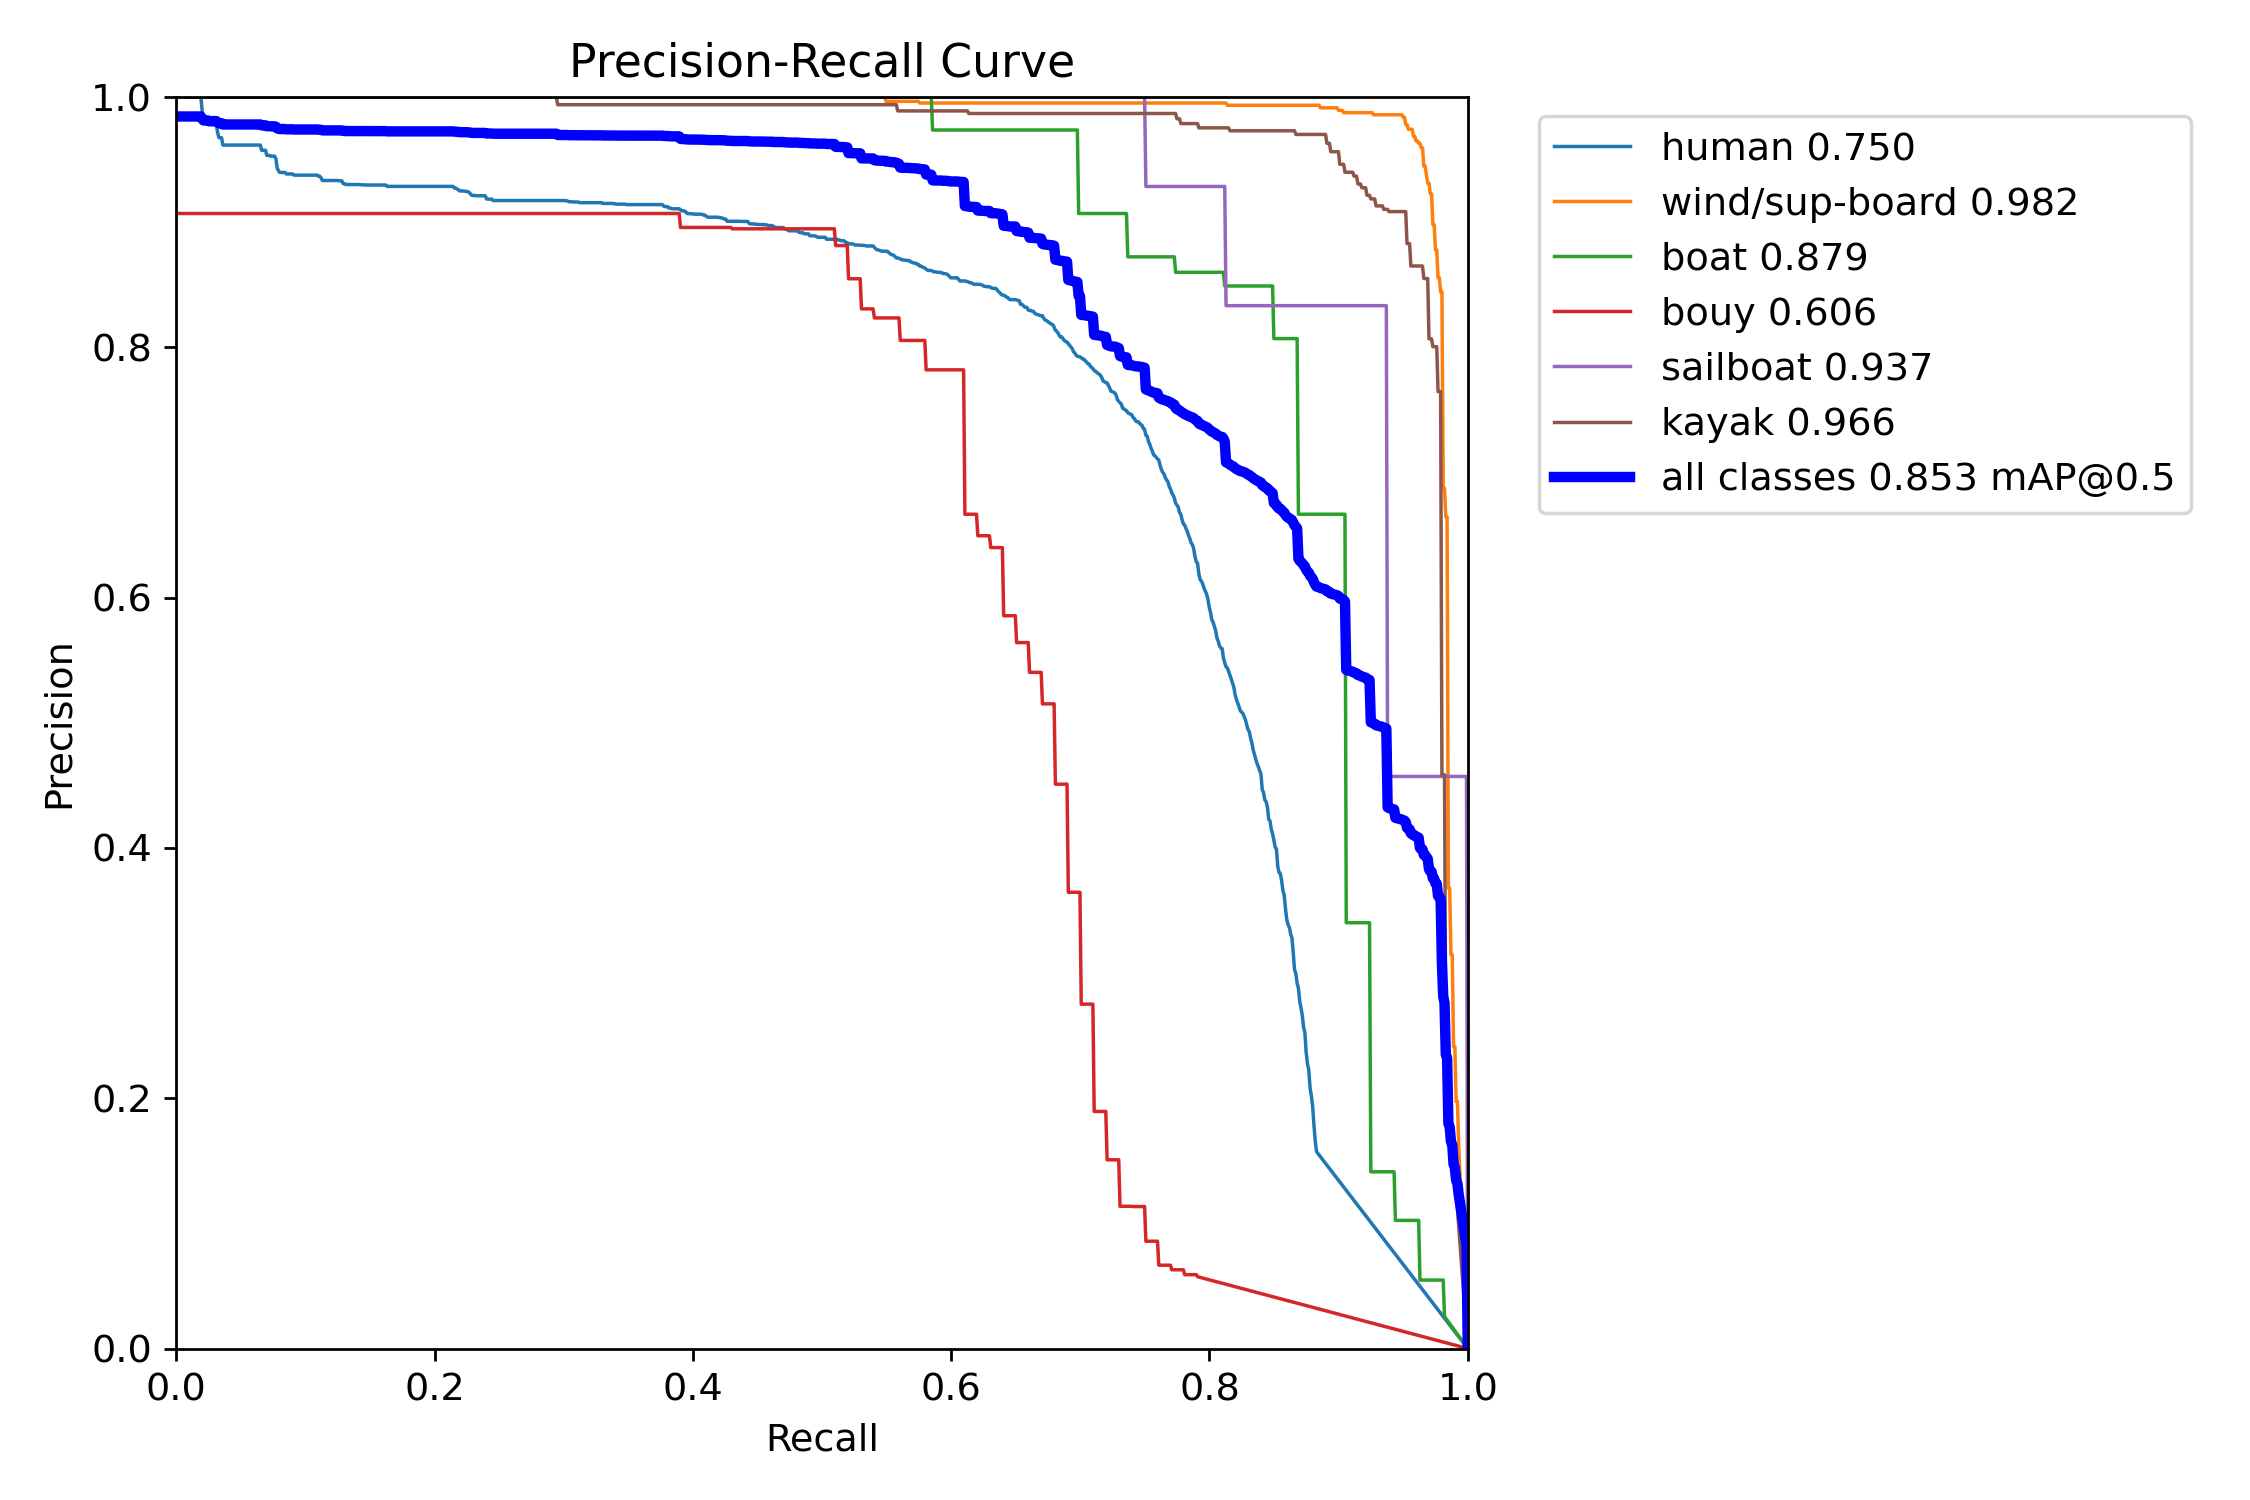 Precision-Recall Curve
1.0
0.8
0.6
0.4
0.2
0.0
Precision
0.0 0.2 0.4 0.6 0.8 1.0
Recall
human 0.750
wind/sup-board 0.982
boat 0.879
bouy 0.606
sailboat 0.937
kayak 0.966
all classes 0.853 mAP@0.5